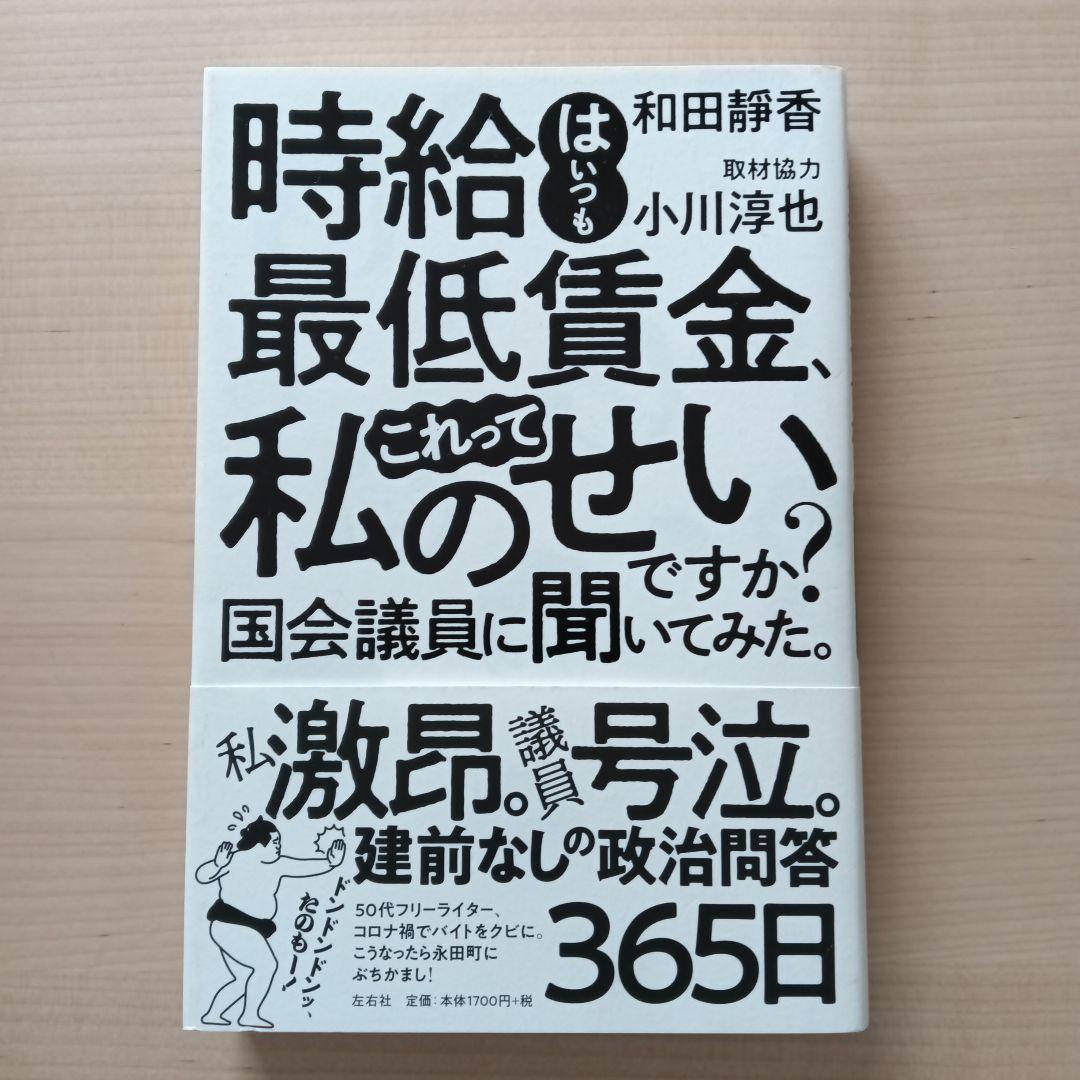 時給はいつも
和田靜香
取材協力
小川淳也
最低賃金、
これって
私のせい
ですか?
国会議員に聞いてみた。
私激昂。議員号泣。
建前なしの政治問答
365日
ドンドンドンッ、
たのもー!
50代フリーライター、
コロナ禍でバイトをクビに。
こうなったら永田町に
ぶちかまし!
左右社 定価:本体1700円+税